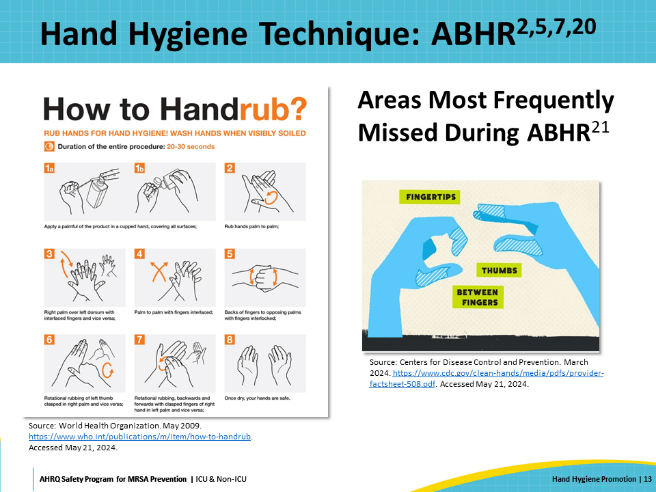 Hand Hygiene Technique: ABHR2,5,7,20
How to Handrub?
RUB HANDS FOR HAND HYGIENE! WASH HANDS WHEN VISIBLY SOILED
Duration of the entire procedure: 20-30 seconds
1a
1b
2
Apply a palmful of the product in a cupped hand, covering all surfaces;
Rub hands palm to palm;
3
4
5
Right palm over left dorsum with
interlaced fingers and vice versa;
Palm to palm with fingers interlaced;
Backs of fingers to opposing palms
with fingers interlocked;
6
7
8
Rotational rubbing of left thumb
clasped in right palm and vice versa;
Rotational rubbing, backwards and
forwards with clasped fingers of right
hand in left palm and vice versa;
Once dry, your hands are safe.
Source: World Health Organization. May 2009.
https://www.who.int/publications/m/item/how-to-handrub.
Accessed May 21, 2024.
Areas Most Frequently
Missed During ABHR21
FINGERTIPS
THUMBS
BETWEEN
FINGERS
Source: Centers for Disease Control and Prevention. March
2024. https://www.cdc.gov/clean-hands/media/pdfs/provider-
factsheet-508.pdf. Accessed May 21, 2024.
AHRQ Safety Program for MRSA Prevention | ICU & Non-ICU
Hand Hygiene Promotion | 13